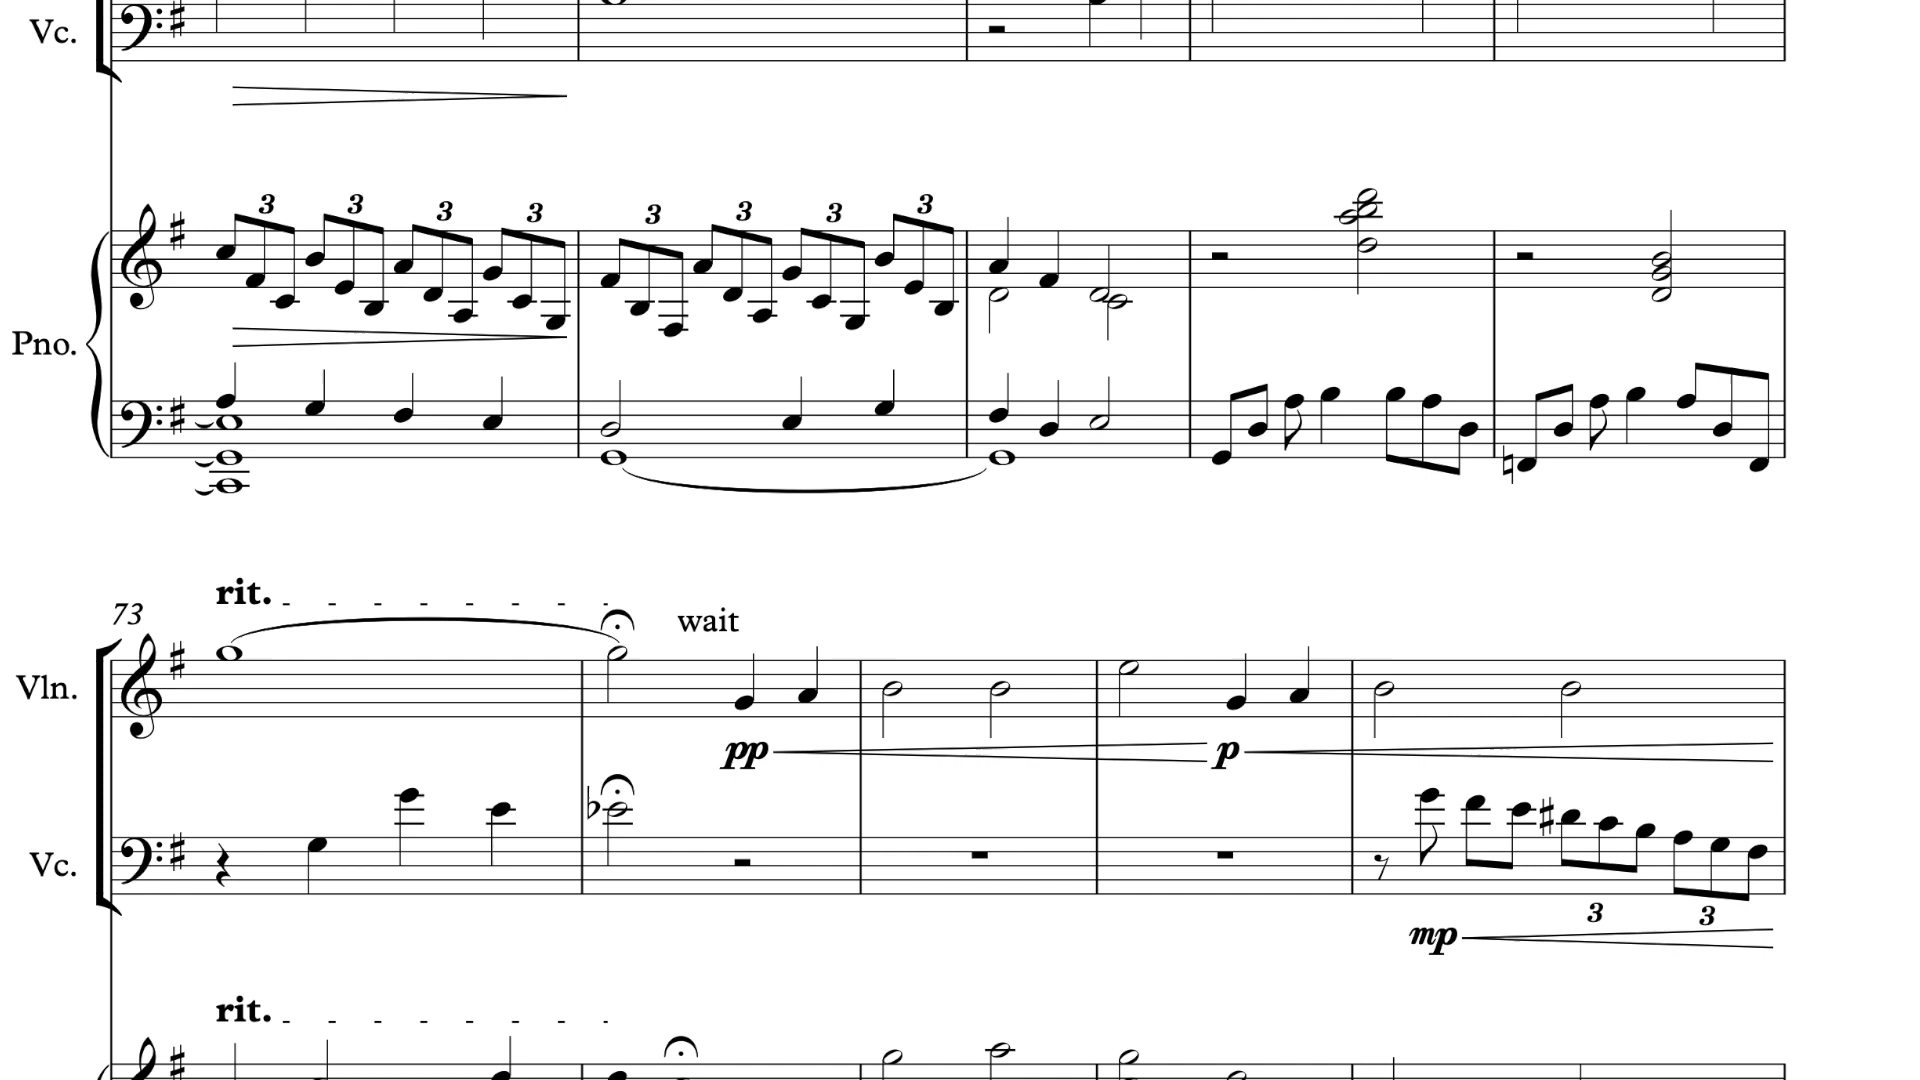 Vc.
3 3 3 3 3 3 3 3
Pno.
rit.
73
wait
Vln.
pp p
Vc.
3 3
mp
rit.